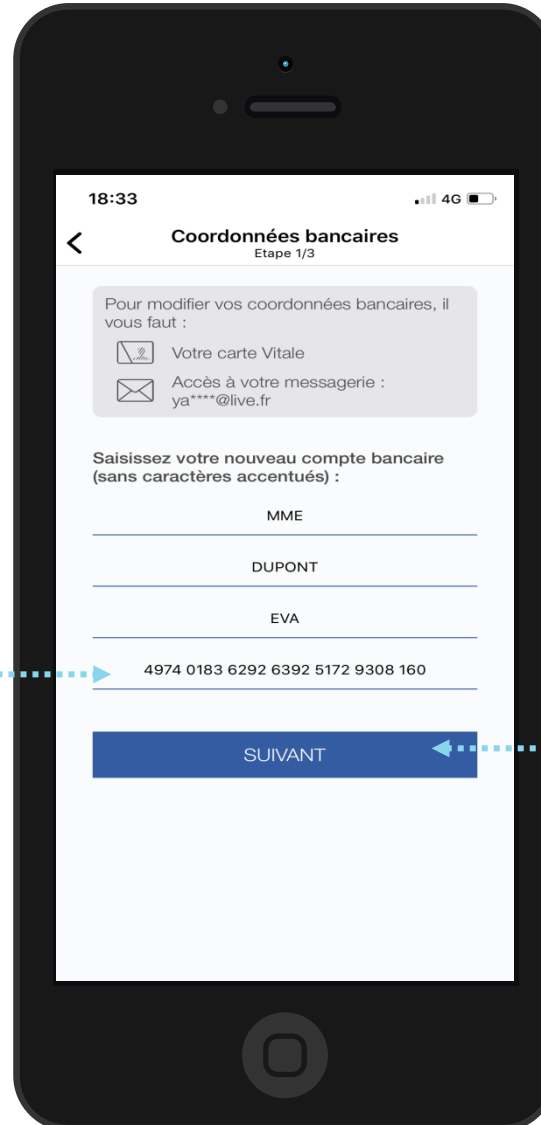 18:33
4G
Coordonnées bancaires
Etape 1/3
Pour modifier vos coordonnées bancaires, il
vous faut :
Votre carte Vitale
Accès à votre messagerie :
ya****@live.fr
Saisissez votre nouveau compte bancaire
(sans caractères accentués) :
MME
DUPONT
EVA
4974 0183 6292 6392 5172 9308 160
SUIVANT